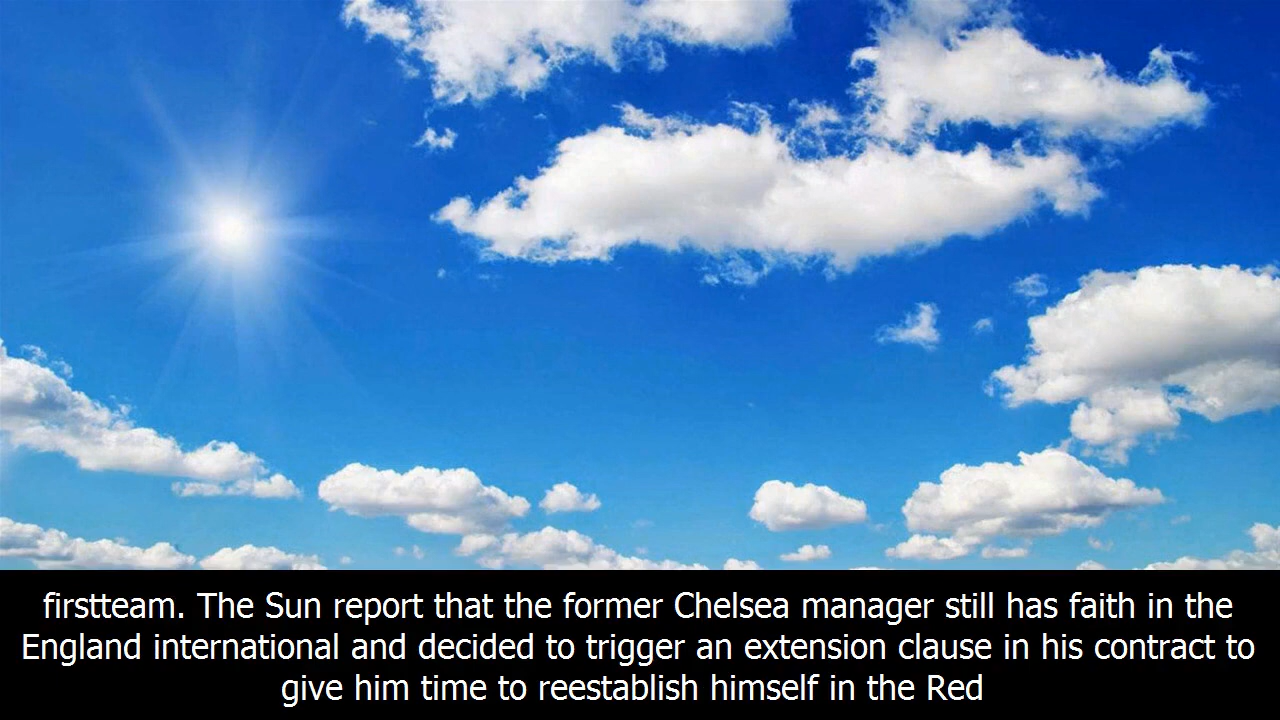 firstteam. The Sun report that the former Chelsea manager still has faith in the
England international and decided to trigger an extension clause in his contract to
give him time to reestablish himself in the Red